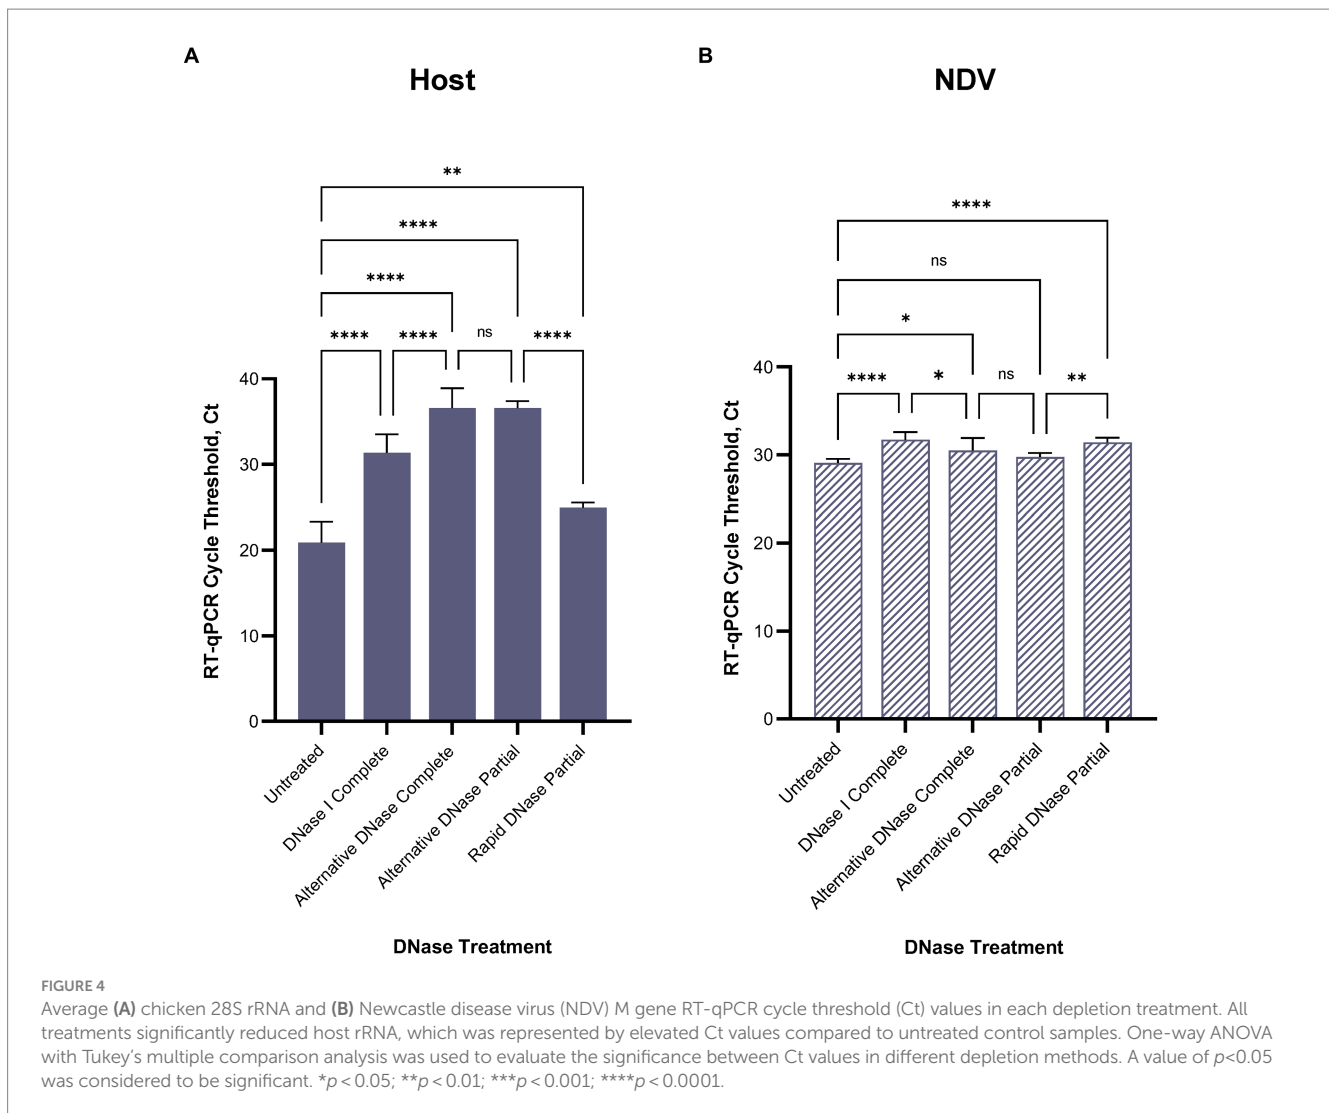 A
Host
**
****
****
****
****
ns
****
40
30
20
10
0
RT-qPCR Cycle Threshold, Ct
Untreated
DNase I Complete
Alternative DNase Complete
Alternative DNase Partial
Rapid DNase Partial
DNase Treatment
B
NDV
****
ns
*
****
*
ns
**
40
30
20
10
0
RT-qPCR Cycle Threshold, Ct
Untreated
DNase I Complete
Alternative DNase Complete
Alternative DNase Partial
Rapid DNase Partial
DNase Treatment
FIGURE 4
Average (A) chicken 28S rRNA and (B) Newcastle disease virus (NDV) M gene RT-qPCR cycle threshold (Ct) values in each depletion treatment. All
treatments significantly reduced host rRNA, which was represented by elevated Ct values compared to untreated control samples. One-way ANOVA
with Tukey's multiple comparison analysis was used to evaluate the significance between Ct values in different depletion methods. A value of p<0.05
was considered to be significant. *p < 0.05; **p < 0.01; ***p < 0.001; ****p < 0.0001.